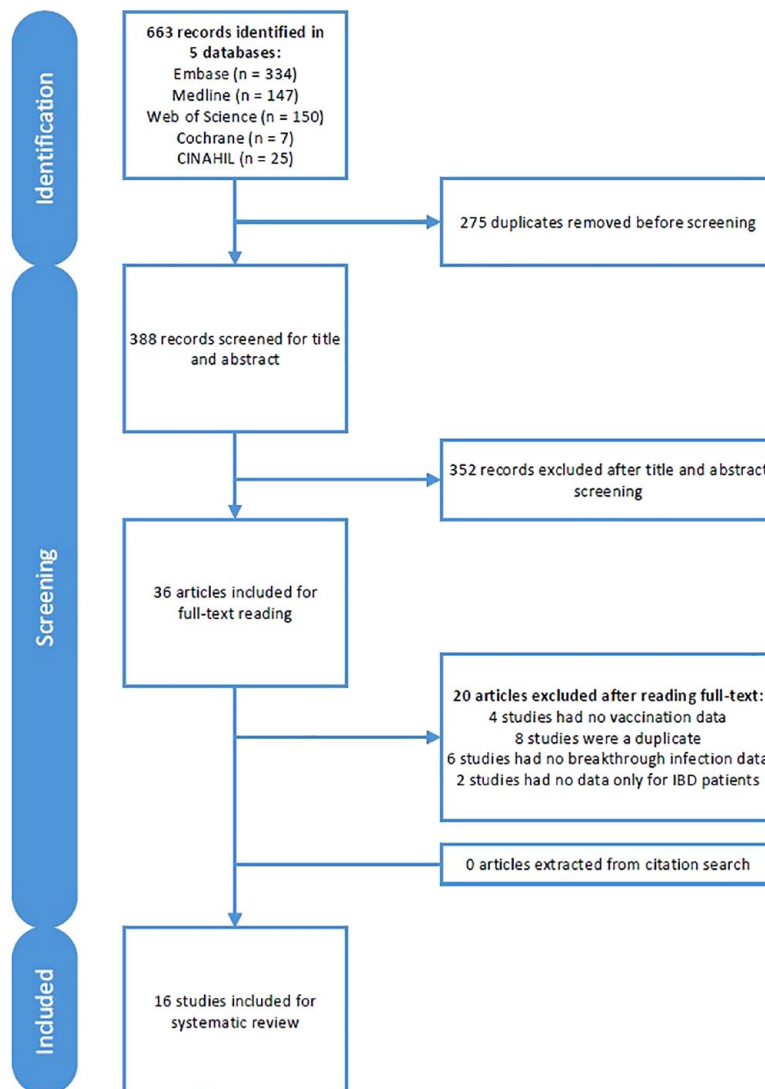 Identification
663 records identified in
5 databases:
Embase (n = 334)
Medline (n = 147)
Web of Science (n = 150)
Cochrane (n = 7)
CINAHIL (n = 25)
275 duplicates removed before screening
Screening
388 records screened for title
and abstract
352 records excluded after title and abstract
screening
36 articles included for
full-text reading
20 articles excluded after reading full-text:
4 studies had no vaccination data
8 studies were a duplicate
6 studies had no breakthrough infection data
2 studies had no data only for IBD patients
0 articles extracted from citation search
Included
16 studies included for
systematic review